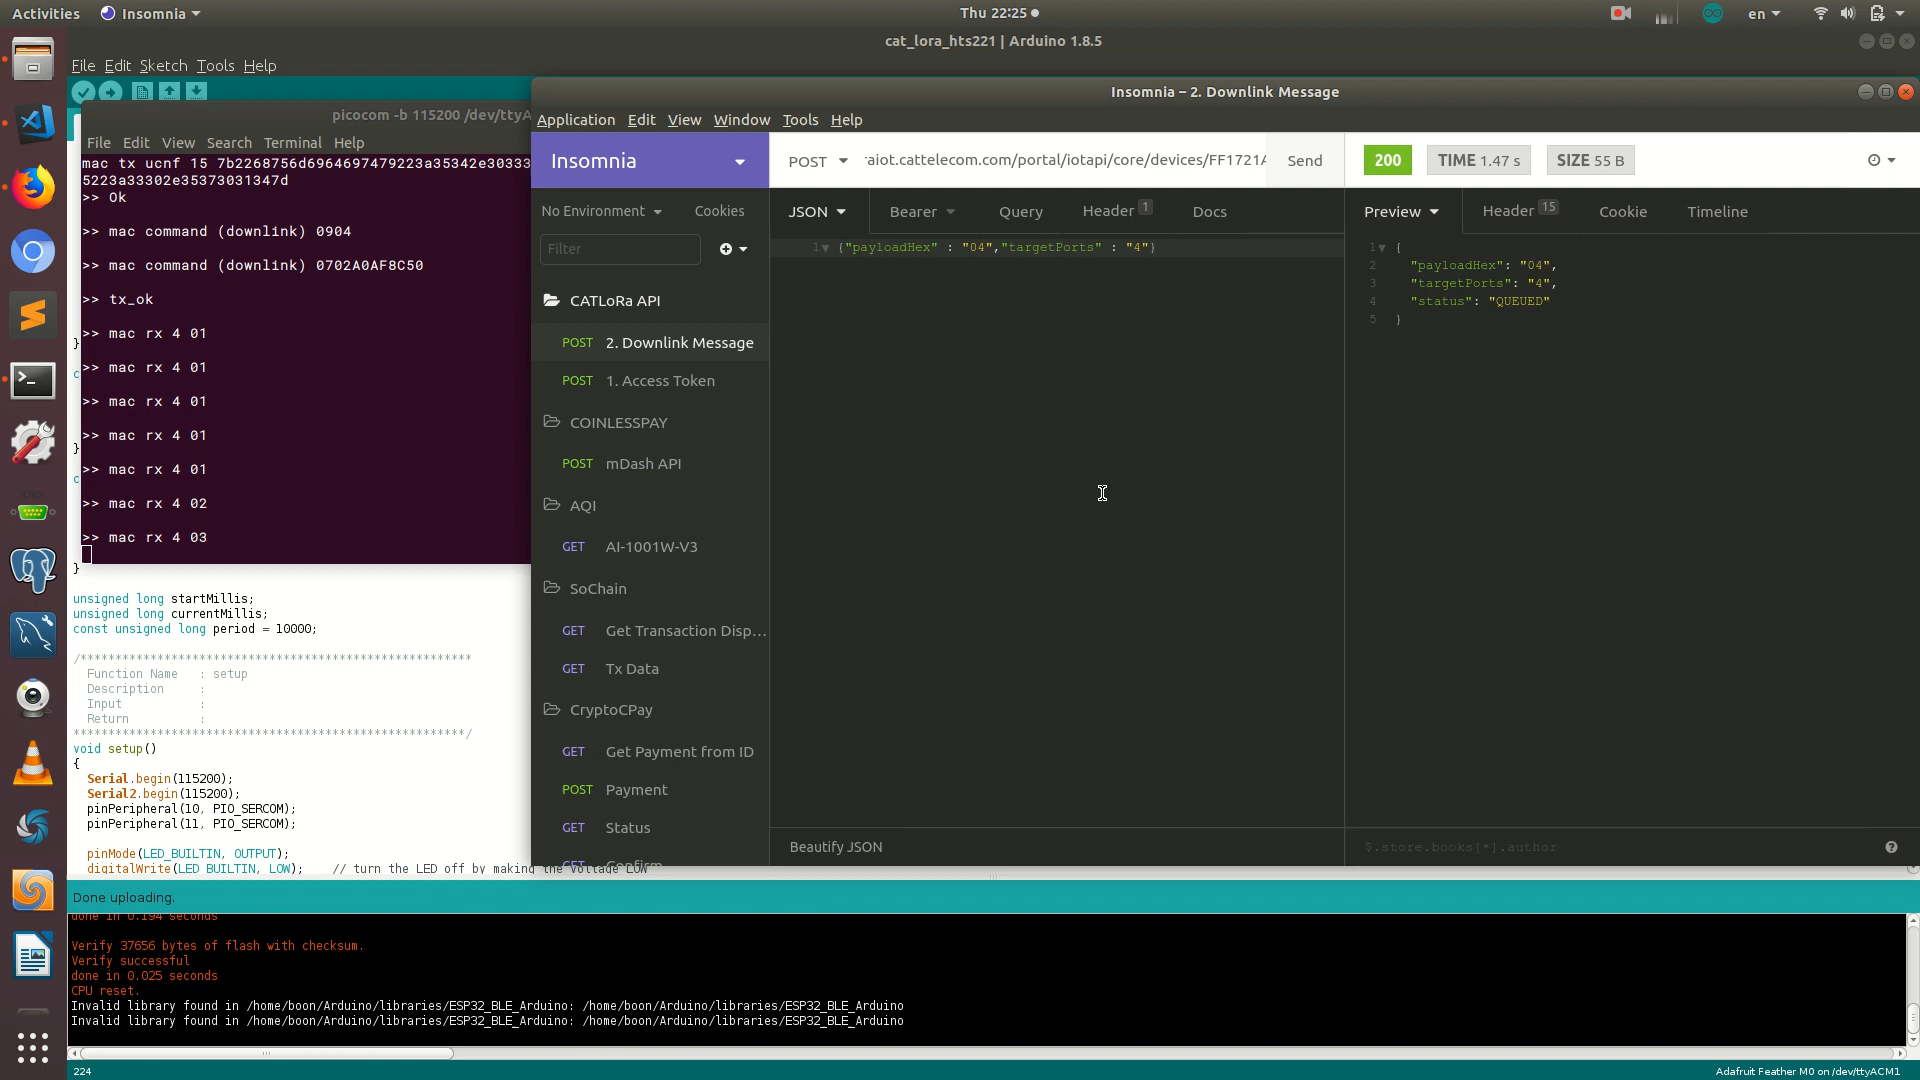 Activities
Insomnia
Thu 22:25
en
cat_lora_hts221 | Arduino 1.8.5
File Edit Sketch Tools Help
picocom -b 115200 /dev/ttyA
File Edit View Search Terminal Help
mac tx ucnf 15 7b2268756d6964697479223a35342e30333
5223a33302e35373031347d
>> Ok
>> mac command (downlink) 0904
>> mac command (downlink) 0702A0AF8C50
>> tx_ok
>> mac rx 4 01
>> mac rx 4 01
>> mac rx 4 01
>> mac rx 4 01
>> mac rx 4 01
>> mac rx 4 02
>> mac rx 4 03
}
c
}
c
}
unsigned long startMillis;
unsigned long currentMillis;
const unsigned long period = 10000;
/*********************************************************
Function Name : setup
Description :
Input :
Return :
*********************************************************/
void setup()
{
Serial.begin(115200);
Serial2.begin(115200);
pinPeripheral(10, PIO_SERCOM);
pinPeripheral(11, PIO_SERCOM);
pinMode(LED_BUILTIN, OUTPUT);
digitalWrite(LED_BUILTIN, LOW); // turn the LED off by making the voltage LOW
Insomnia – 2. Downlink Message
Application Edit View Window Tools Help
Insomnia
No Environment
Cookies
Filter
CATLoRa API
POST 2. Downlink Message
POST 1. Access Token
COINLESSPAY
POST mDash API
AQI
GET AI-1001W-V3
SoChain
GET Get Transaction Disp...
GET Tx Data
CryptoCPay
GET Get Payment from ID
POST Payment
GET Status
GET Confirm
POST
aiot.cattelecom.com/portal/iotapi/core/devices/FF1721A
Send
JSON
Bearer
Query
Header 1
Docs
1 {"payloadHex" : "04","targetPorts" : "4"}
Beautify JSON
200
TIME 1.47 s
SIZE 55 B
Preview
Header 15
Cookie
Timeline
1 {
2 "payloadHex": "04",
3 "targetPorts": "4",
4 "status": "QUEUED"
5 }
$.store.books[*].author
Done uploading.
done in 0.194 seconds
Verify 37656 bytes of flash with checksum.
Verify successful
done in 0.025 seconds
CPU reset.
Invalid library found in /home/boon/Arduino/libraries/ESP32_BLE_Arduino: /home/boon/Arduino/libraries/ESP32_BLE_Arduino
Invalid library found in /home/boon/Arduino/libraries/ESP32_BLE_Arduino: /home/boon/Arduino/libraries/ESP32_BLE_Arduino
224
Adafruit Feather M0 on /dev/ttyACM1